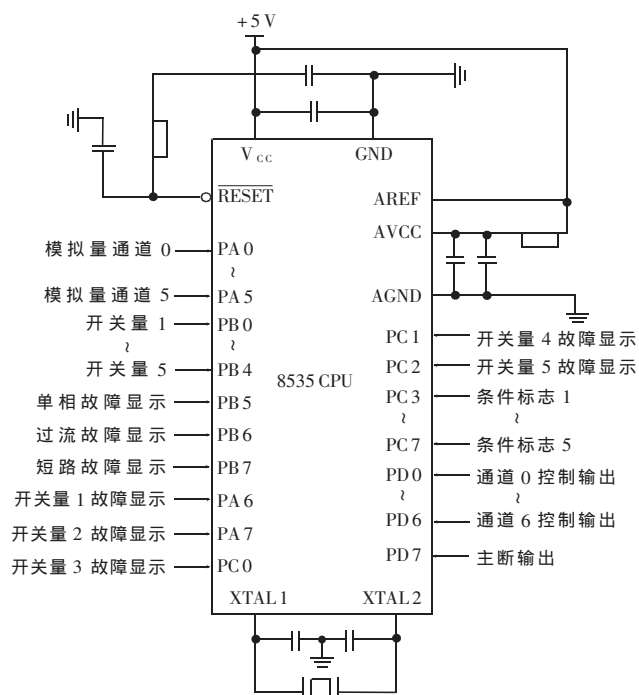 +5 V
VCC
GND
RESET
AREF
AVCC
AGND
模拟量通道 0
PA0
~
模拟量通道 5
PA5
开关量 1
PB0
~
~
开关量 5
PB4
单相故障显示
PB5
过流故障显示
PB6
短路故障显示
PB7
开关量 1 故障显示
PA6
开关量 2 故障显示
PA7
开关量 3 故障显示
PC0
8535 CPU
PC1
开关量 4 故障显示
PC2
开关量 5 故障显示
PC3
条件标志 1
~
~
PC7
条件标志 5
PD0
通道 0 控制输出
~
~
PD6
通道 6 控制输出
PD7
主断输出
XTAL1
XTAL2